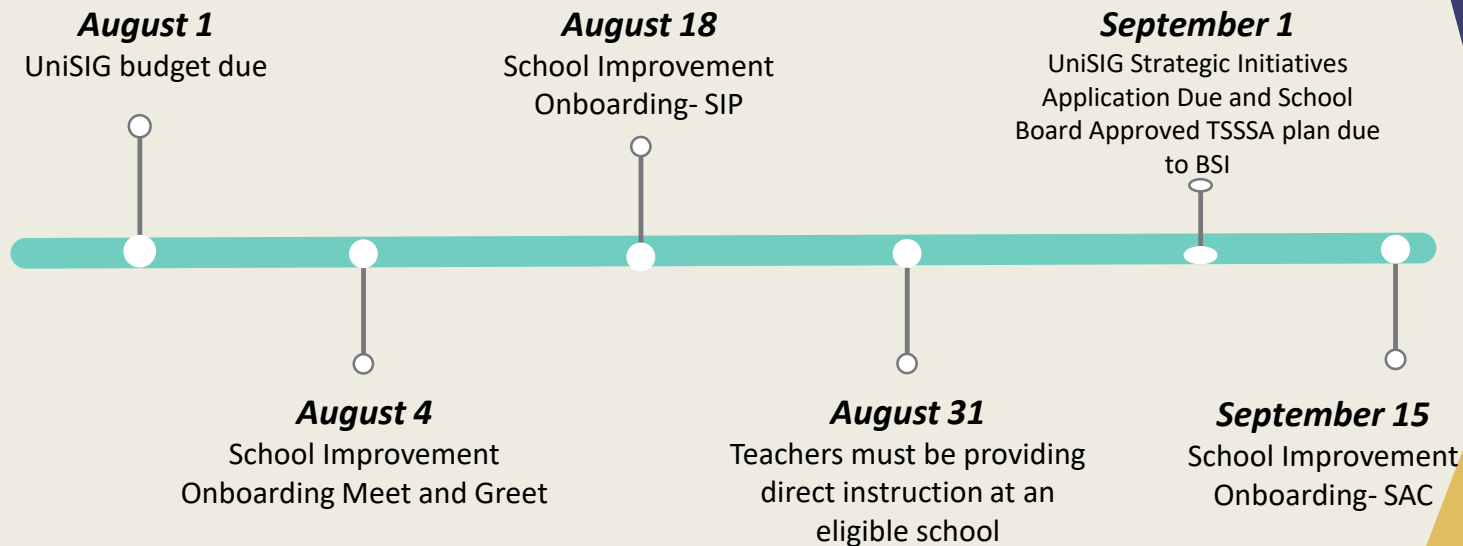 August 1
UniSIG budget due
August 18
School Improvement
Onboarding- SIP
September 1
UniSIG Strategic Initiatives
Application Due and School
Board Approved TSSSA plan due
to BSI
August 4
School Improvement
Onboarding Meet and Greet
August 31
Teachers must be providing
direct instruction at an
eligible school
September 15
School Improvement
Onboarding- SAC